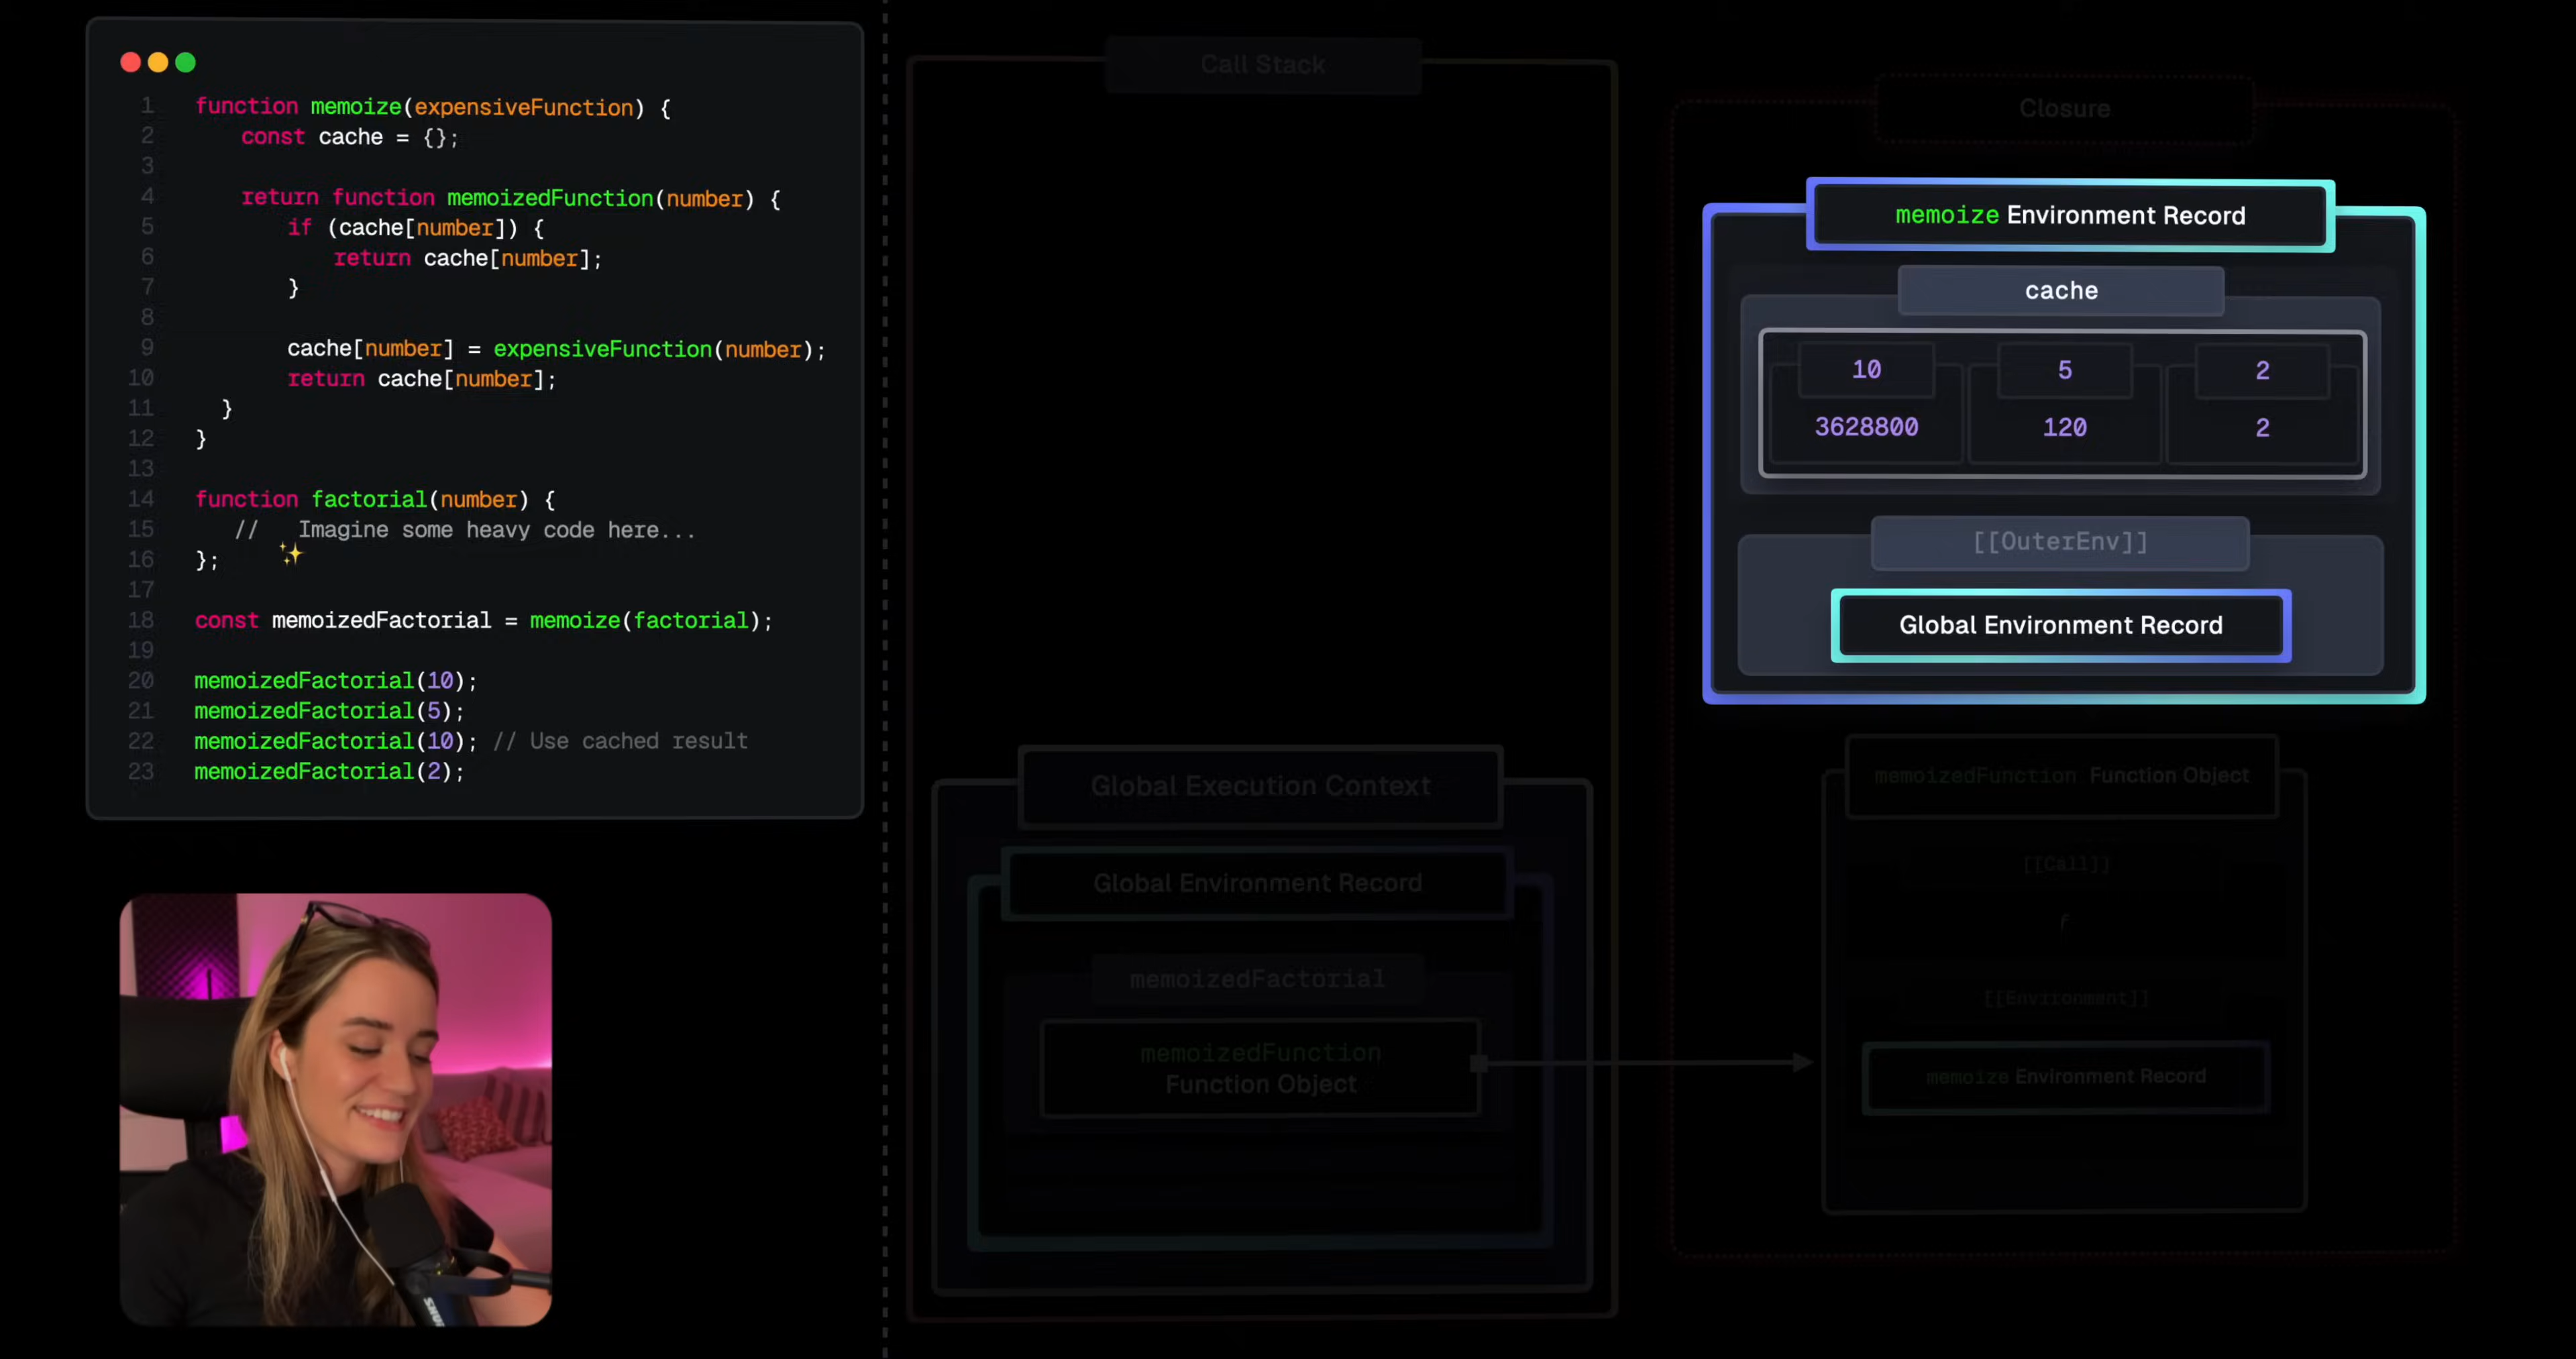 1 function memoize(expensiveFunction) {
2 const cache = {};
3
4 return function memoizedFunction(number) {
5 if (cache[number]) {
6 return cache[number];
7 }
8
9 cache[number] = expensiveFunction(number);
10 return cache[number];
11 }
12 }
13
14 function factorial(number) {
15 // Imagine some heavy code here...
16 };
17
18 const memoizedFactorial = memoize(factorial);
19
20 memoizedFactorial(10);
21 memoizedFactorial(5);
22 memoizedFactorial(10); // Use cached result
23 memoizedFactorial(2);
Call Stack
Global Execution Context
Global Environment Record
memoizedFactorial
memoizedFunction
Function Object
Closure
memoize Environment Record
cache
10 5 2
3628800 120 2
[[OuterEnv]]
Global Environment Record
memoizedFunction Function Object
[[Call]]
f
[[Environment]]
memoize Environment Record